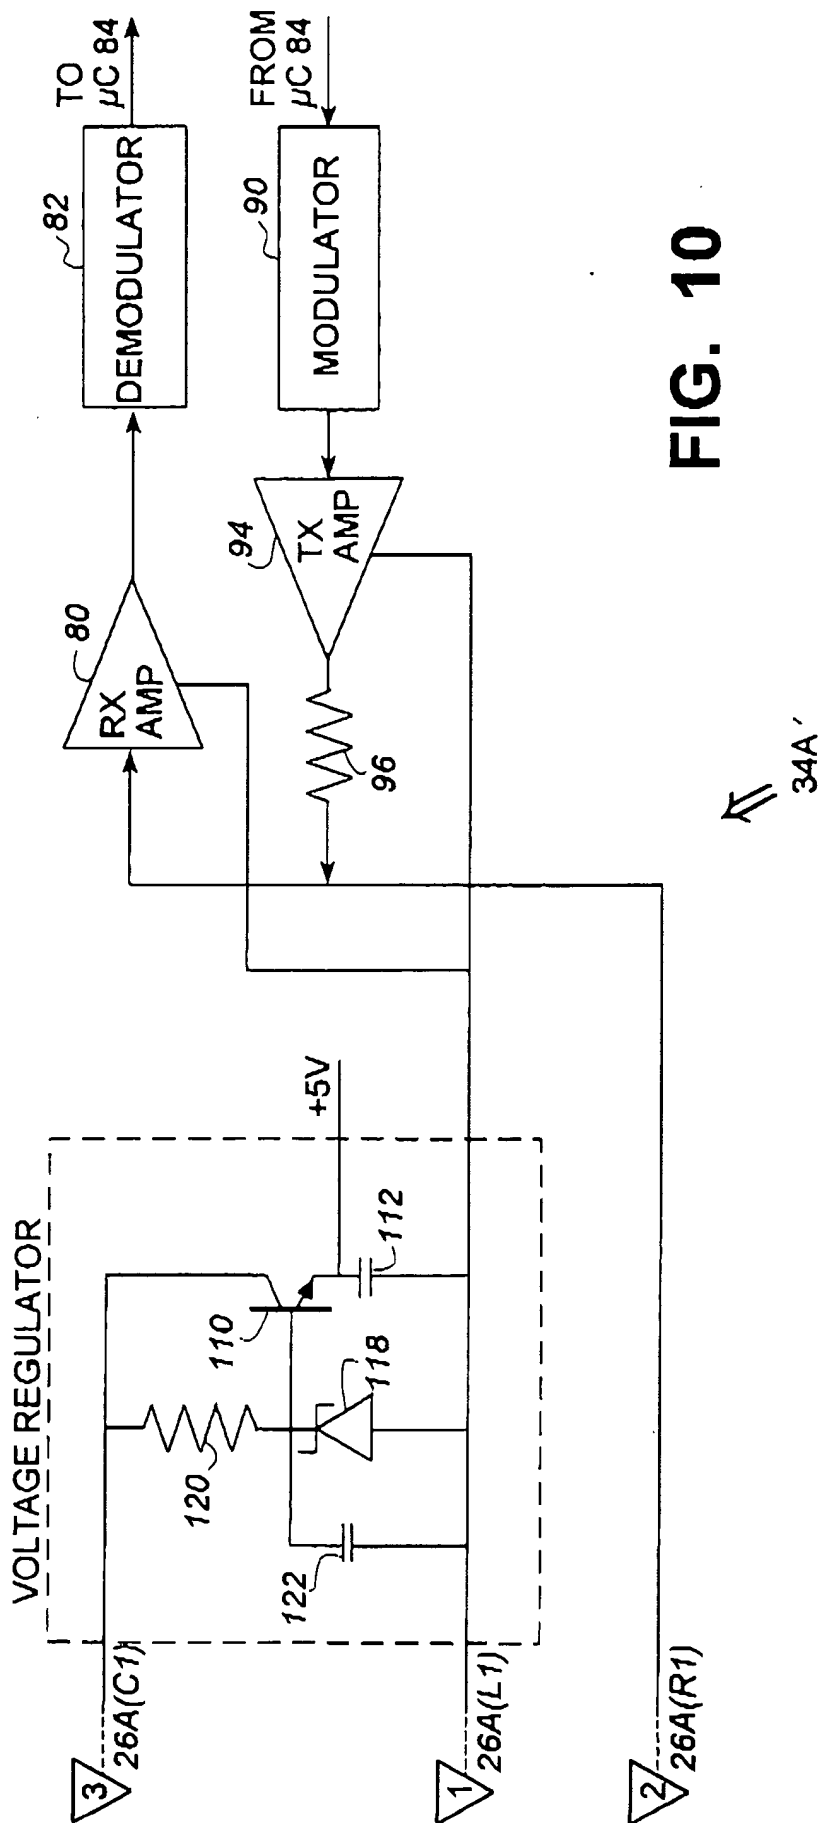 VOLTAGE REGULATOR
3
26A(C1)
120
122
118
110
112
+5V
1
26A(L1)
2
26A(R1)
RX
AMP
80
DEMODULATOR
82
TO
µC 84
FROM
µC 84
MODULATOR
90
TX
AMP
94
96
34A′
FIG. 10